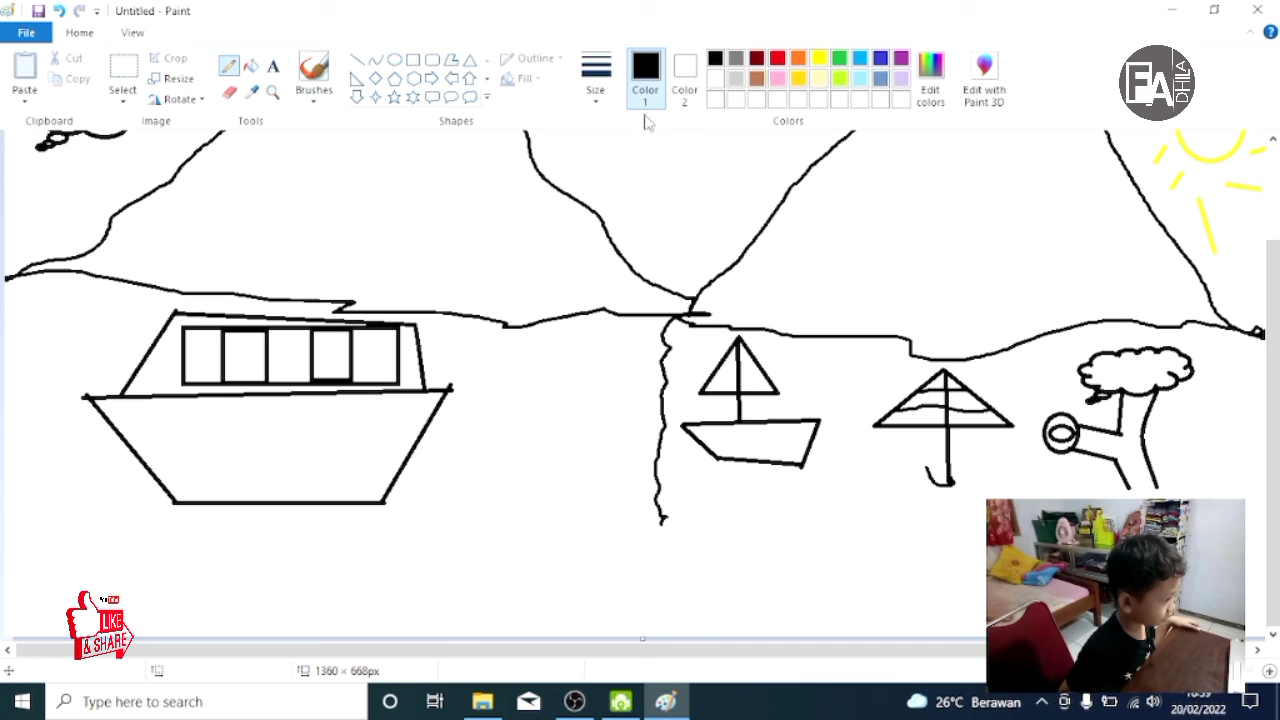 Untitled - Paint
File
Home
View
Paste
Cut
Copy
Clipboard
Select
Crop
Resize
Rotate
Image
A
Tools
Brushes
Outline
Fill
Shapes
Size
Color
1
Color
2
Edit
colors
Edit with
Paint 3D
Colors
FA
DHILA
YouTube
LIKE
& SHARE
1360 × 668px
Type here to search
26°C Berawan
20/02/2022